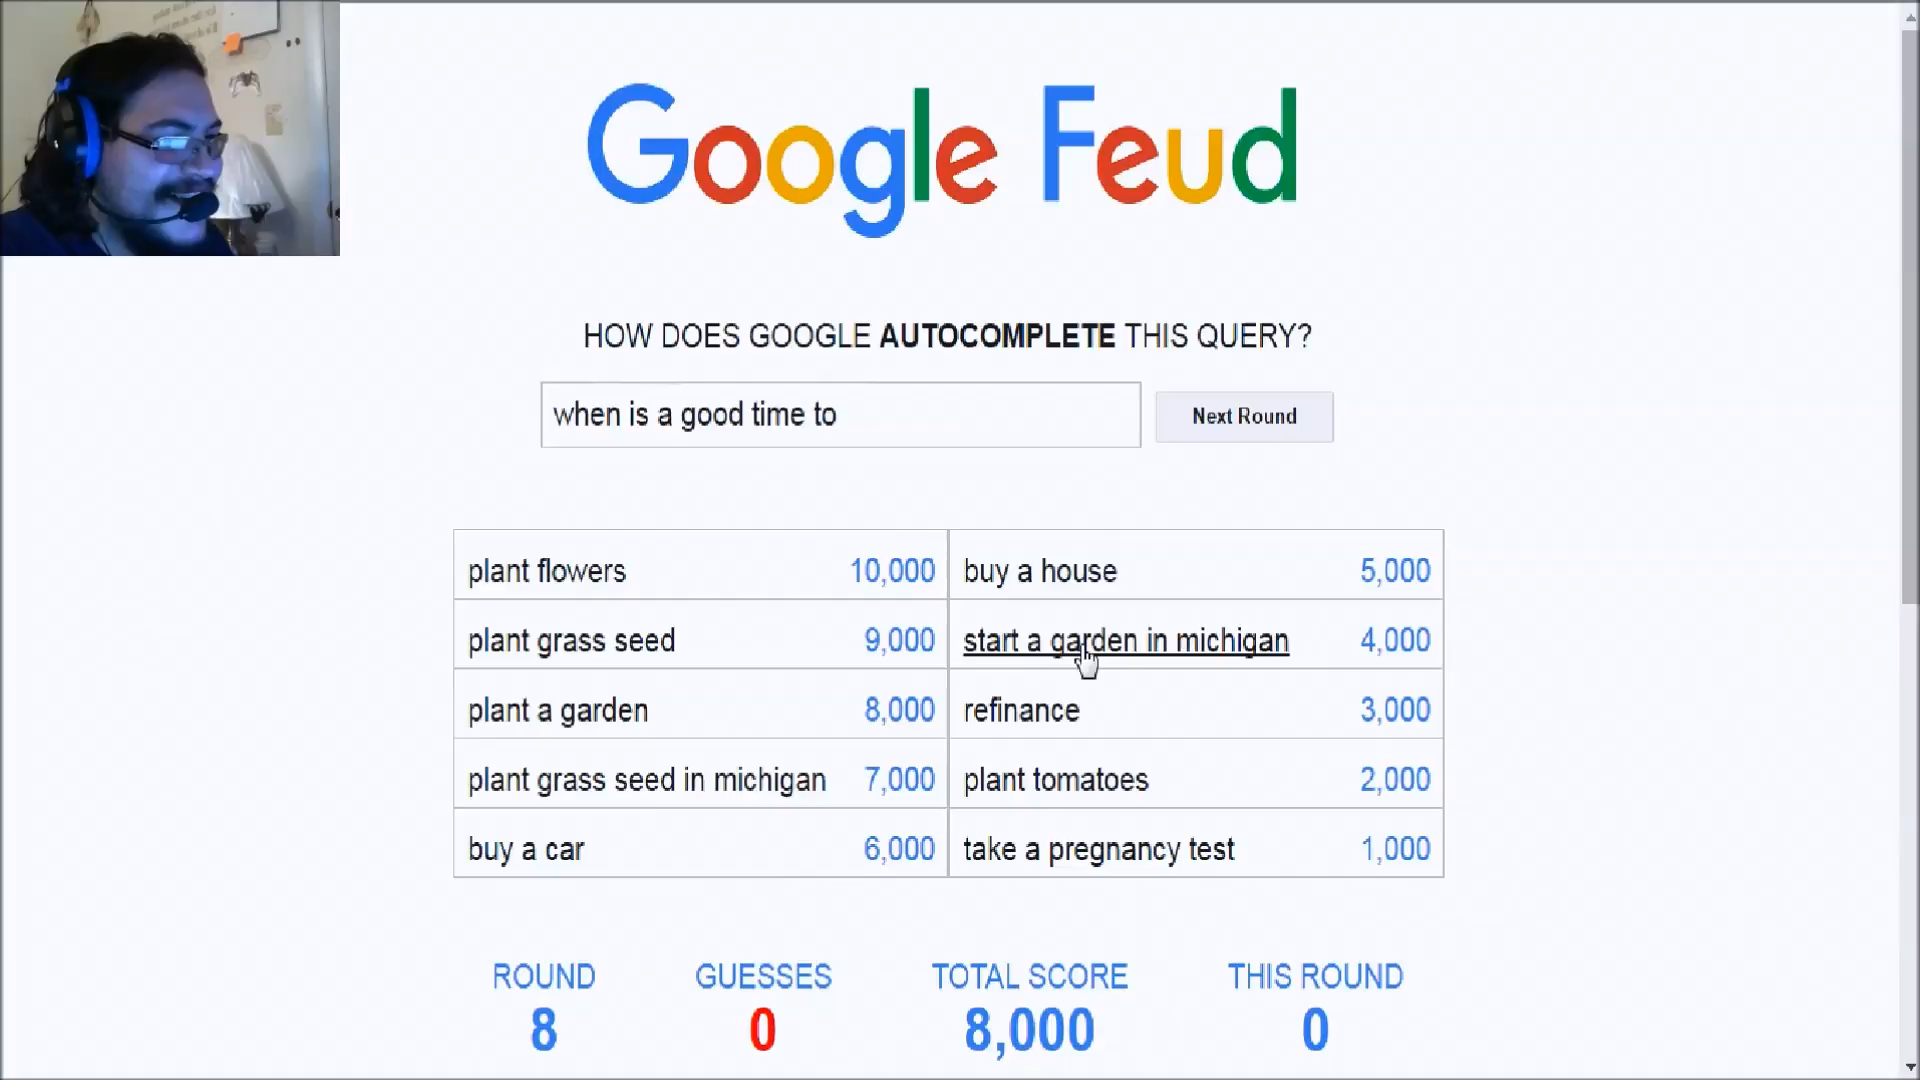 Google Feud
HOW DOES GOOGLE AUTOCOMPLETE THIS QUERY?
when is a good time to
Next Round
plant flowers 10,000
buy a house 5,000
plant grass seed 9,000
start a garden in michigan 4,000
plant a garden 8,000
refinance 3,000
plant grass seed in michigan 7,000
plant tomatoes 2,000
buy a car 6,000
take a pregnancy test 1,000
ROUND GUESSES TOTAL SCORE THIS ROUND
8 0 8,000 0